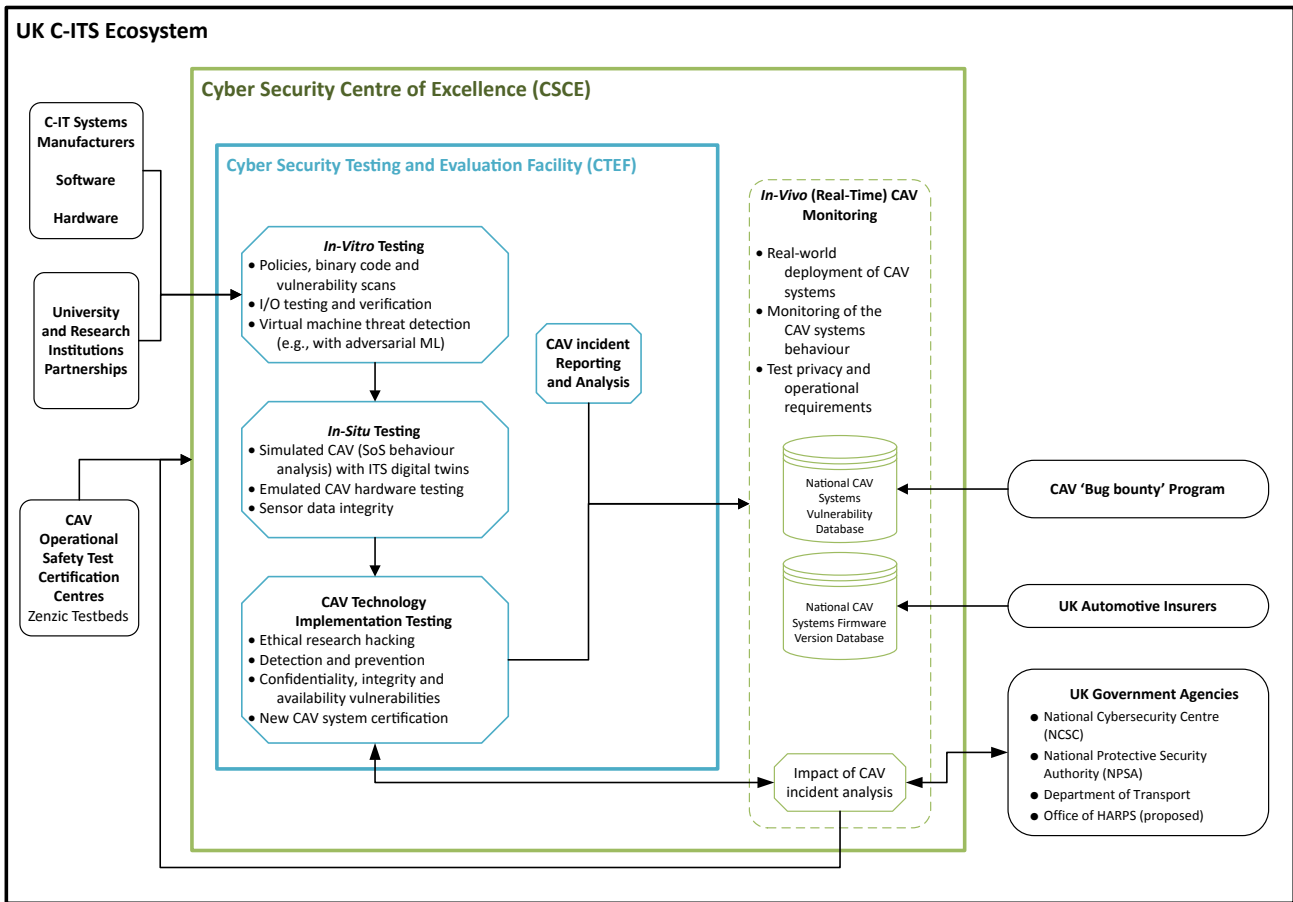 UK C-ITS Ecosystem
Cyber Security Centre of Excellence (CSCE)
C-IT Systems
Manufacturers
Software
Hardware
University
and Research
Institutions
Partnerships
CAV
Operational
Safety Test
Certification
Centres
Zenzic Testbeds
Cyber Security Testing and Evaluation Facility (CTEF)
In-Vitro Testing
• Policies, binary code and
vulnerability scans
• I/O testing and verification
• Virtual machine threat detection
(e.g., with adversarial ML)
In-Situ Testing
• Simulated CAV (SoS behaviour
analysis) with ITS digital twins
• Emulated CAV hardware testing
• Sensor data integrity
CAV Technology
Implementation Testing
• Ethical research hacking
• Detection and prevention
• Confidentiality, integrity and
availability vulnerabilities
• New CAV system certification
CAV incident
Reporting
and Analysis
In-Vivo (Real-Time) CAV
Monitoring
• Real-world
deployment of CAV
systems
• Monitoring of the
CAV systems
behaviour
• Test privacy and
operational
requirements
National CAV
Systems
Vulnerability
Database
National CAV
Systems Firmware
Version Database
Impact of CAV
incident analysis
CAV ‘Bug bounty’ Program
UK Automotive Insurers
UK Government Agencies
● National Cybersecurity Centre
(NCSC)
● National Protective Security
Authority (NPSA)
● Department of Transport
● Office of HARPS (proposed)